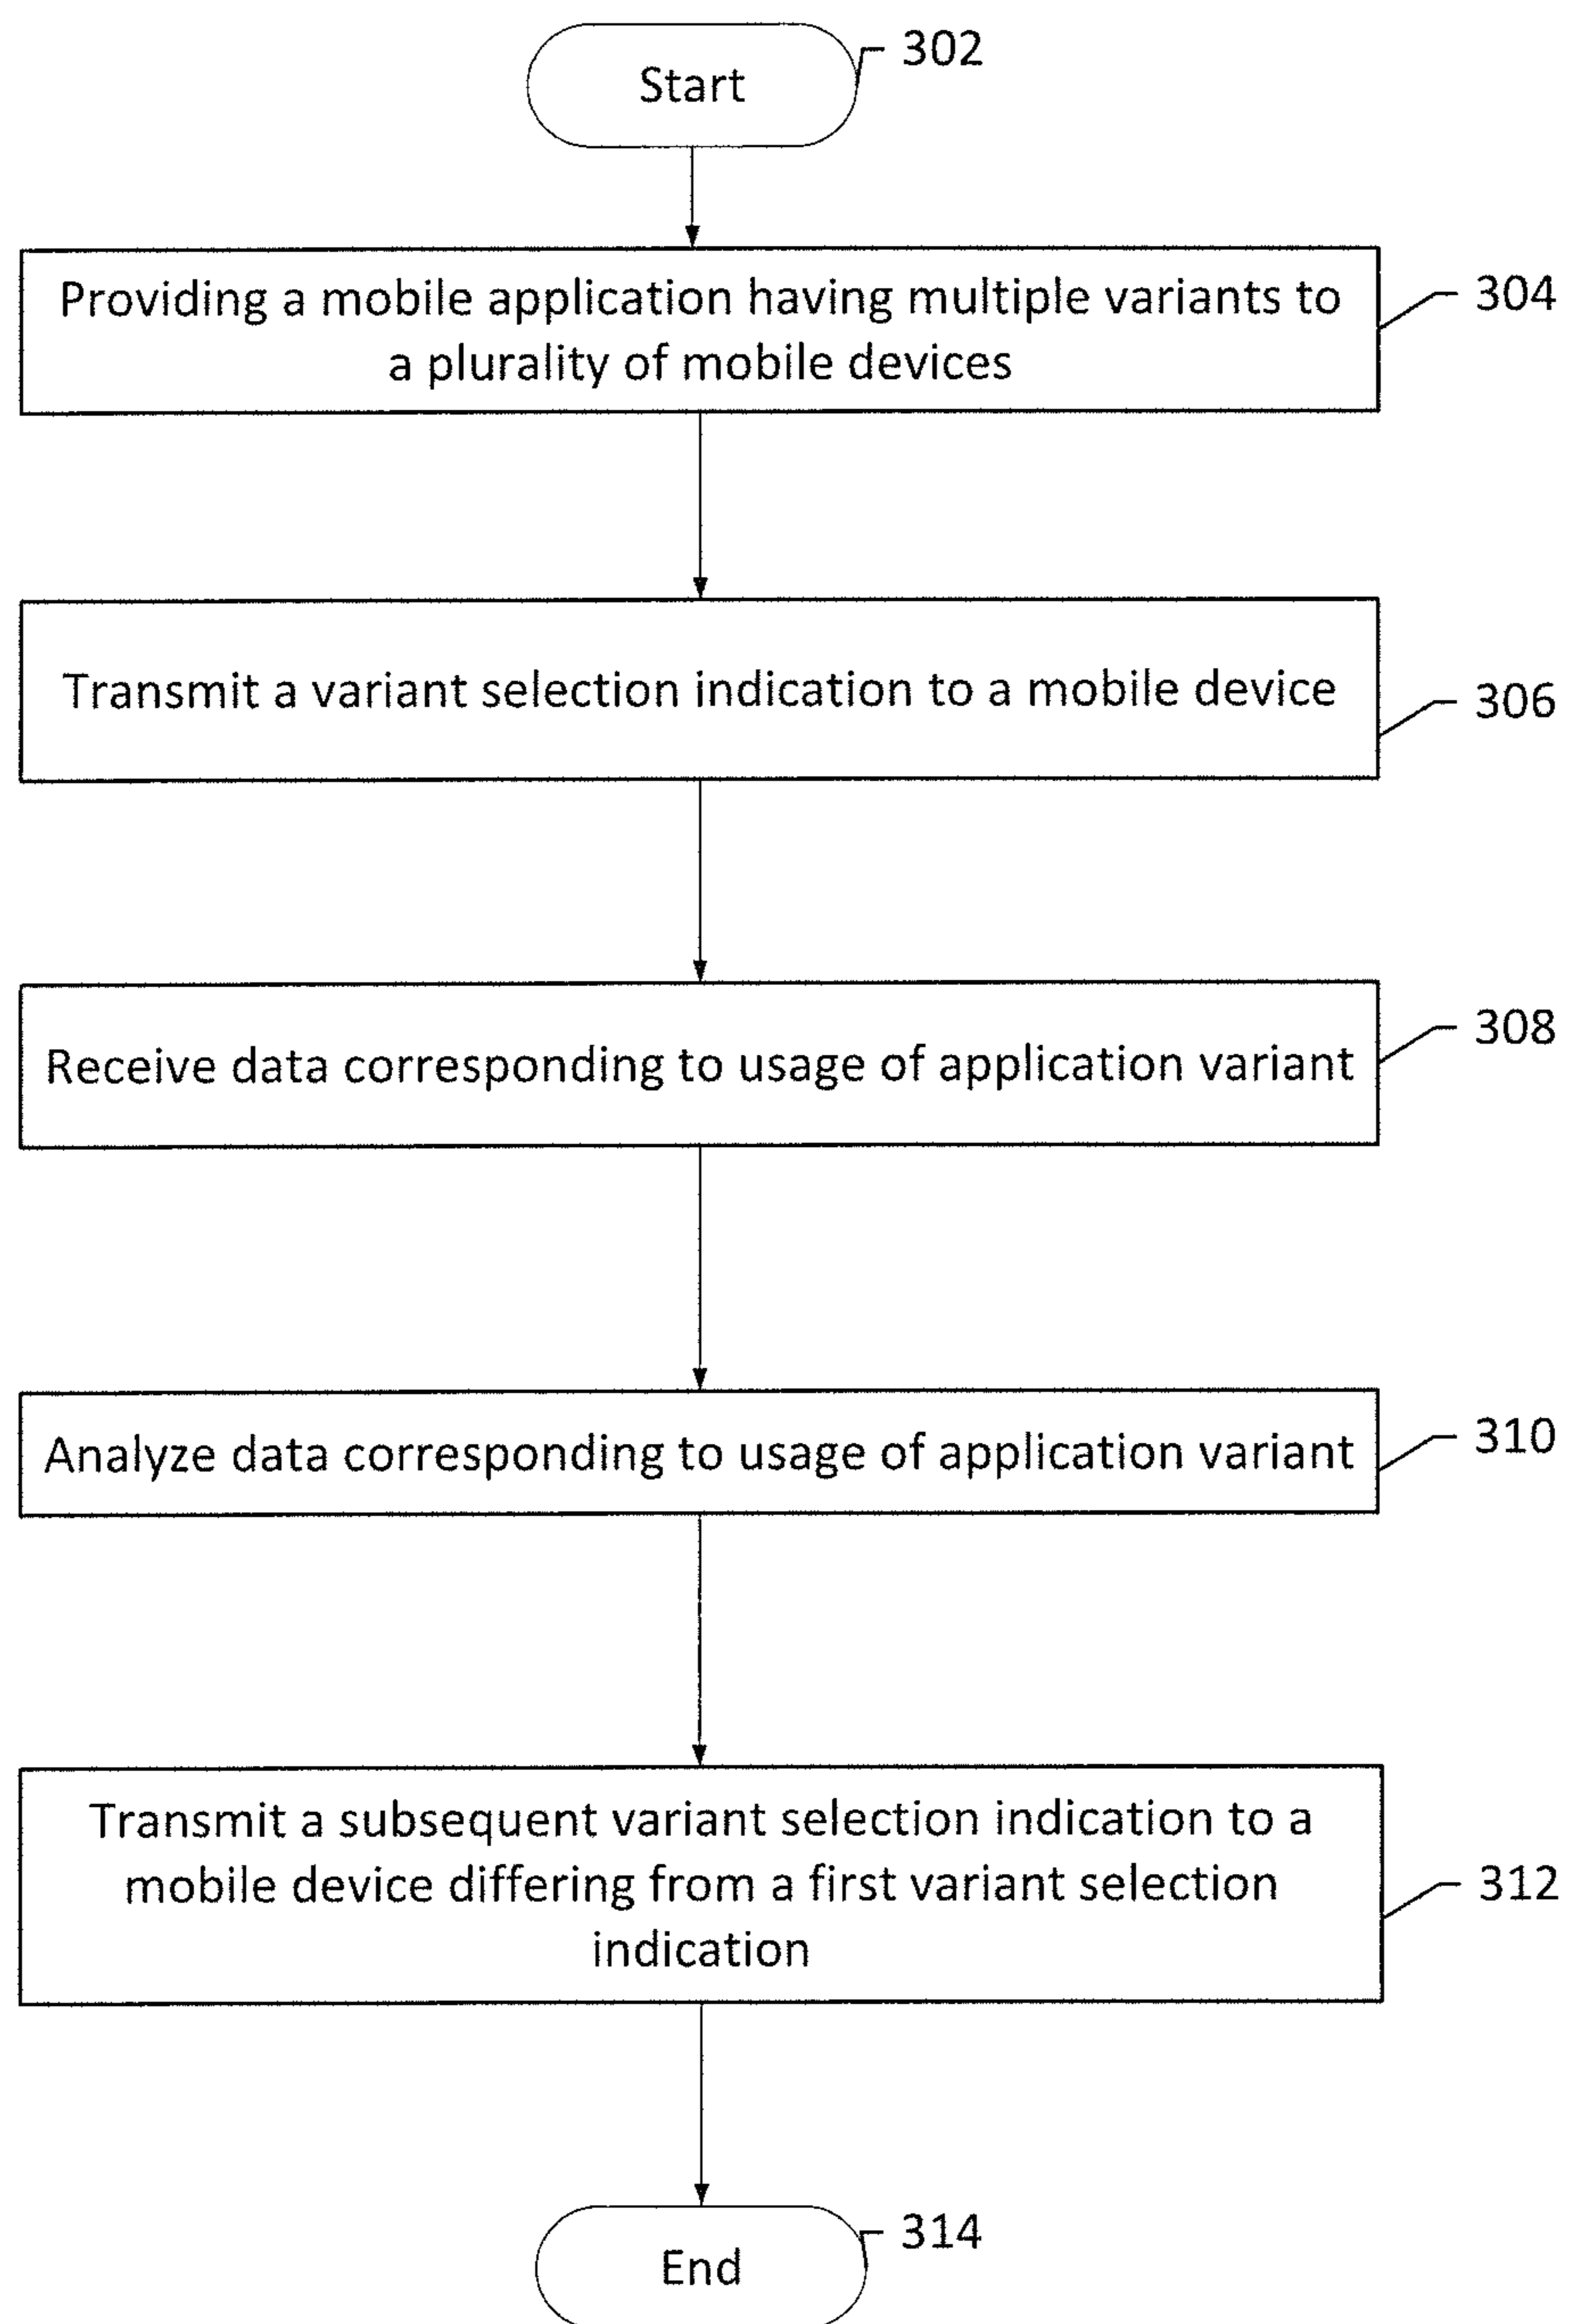 Start
302
Providing a mobile application having multiple variants to
a plurality of mobile devices
304
Transmit a variant selection indication to a mobile device
306
Receive data corresponding to usage of application variant
308
Analyze data corresponding to usage of application variant
310
Transmit a subsequent variant selection indication to a
mobile device differing from a first variant selection
indication
312
End
314